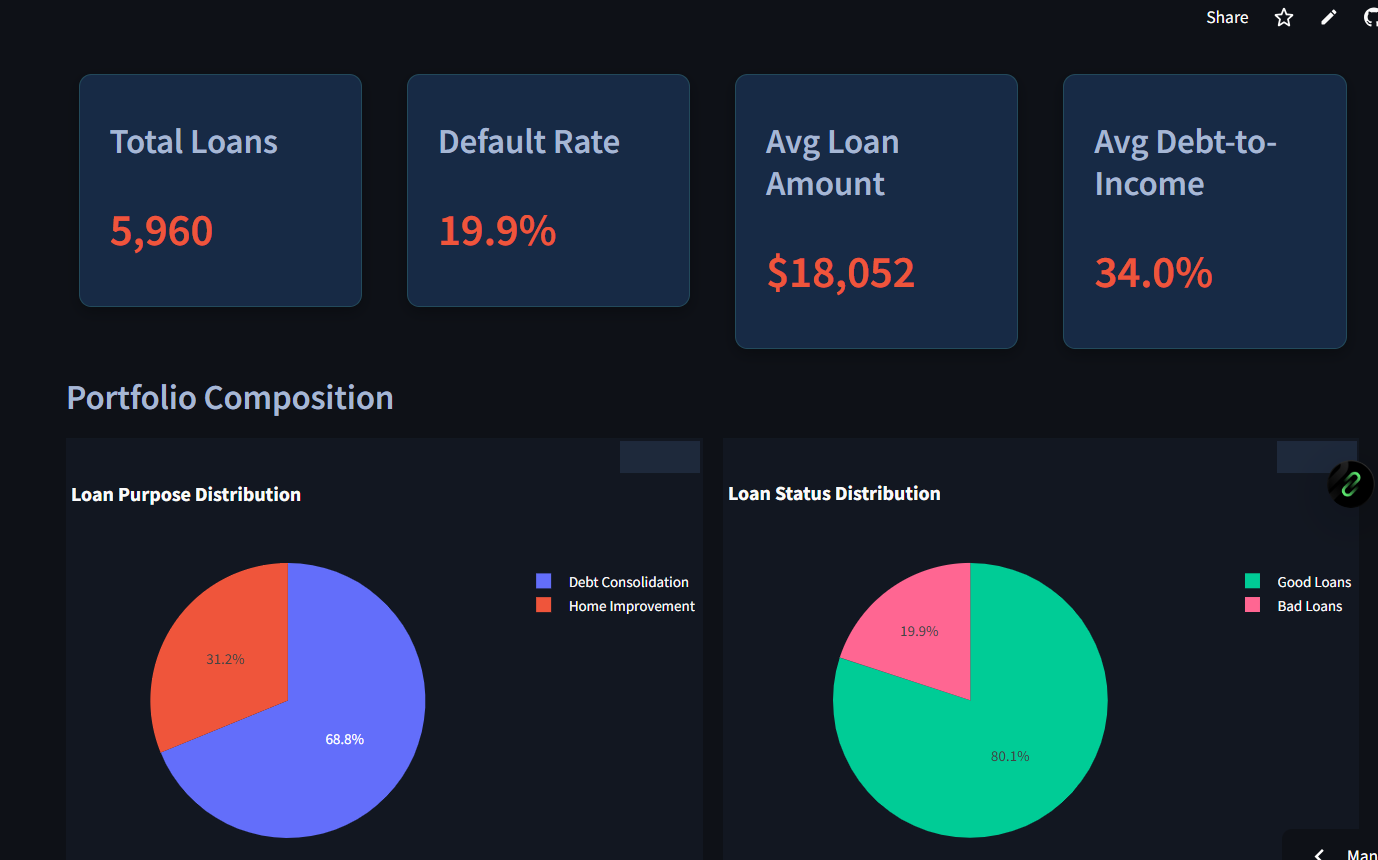 Share
Total Loans
5,960
Default Rate
19.9%
Avg Loan
Amount
$18,052
Avg Debt-to-
Income
34.0%
Portfolio Composition
Loan Purpose Distribution
Debt Consolidation
Home Improvement
31.2%
68.8%
Loan Status Distribution
Good Loans
Bad Loans
19.9%
80.1%